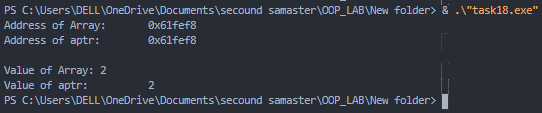 PS C:\Users\DELL\OneDrive\Documents\secound samaster\OOP_LAB\New folder> & .\"task18.exe"
Address of Array:       0x61fef8
Address of aptr:        0x61fef8

Value of Array: 2
Value of aptr:          2
PS C:\Users\DELL\OneDrive\Documents\secound samaster\OOP_LAB\New folder>